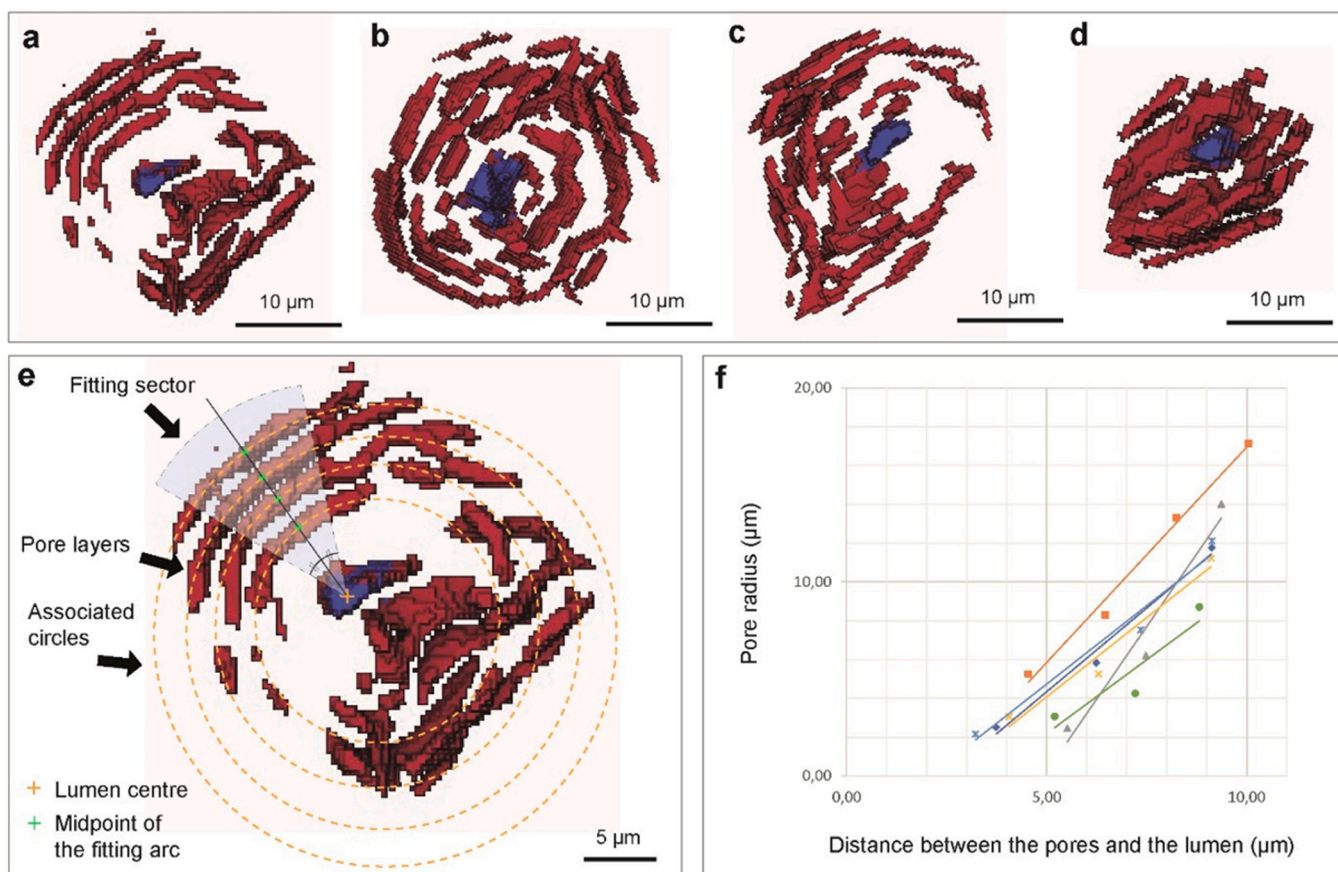 a
b
c
d
10 µm
10 µm
10 µm
10 µm
e
Fitting sector
Pore layers
Associated
circles
Lumen centre
Midpoint of
the fitting arc
5 µm
f
20,00
10,00
0,00
Pore radius (µm)
0,00
5,00
10,00
Distance between the pores and the lumen (µm)